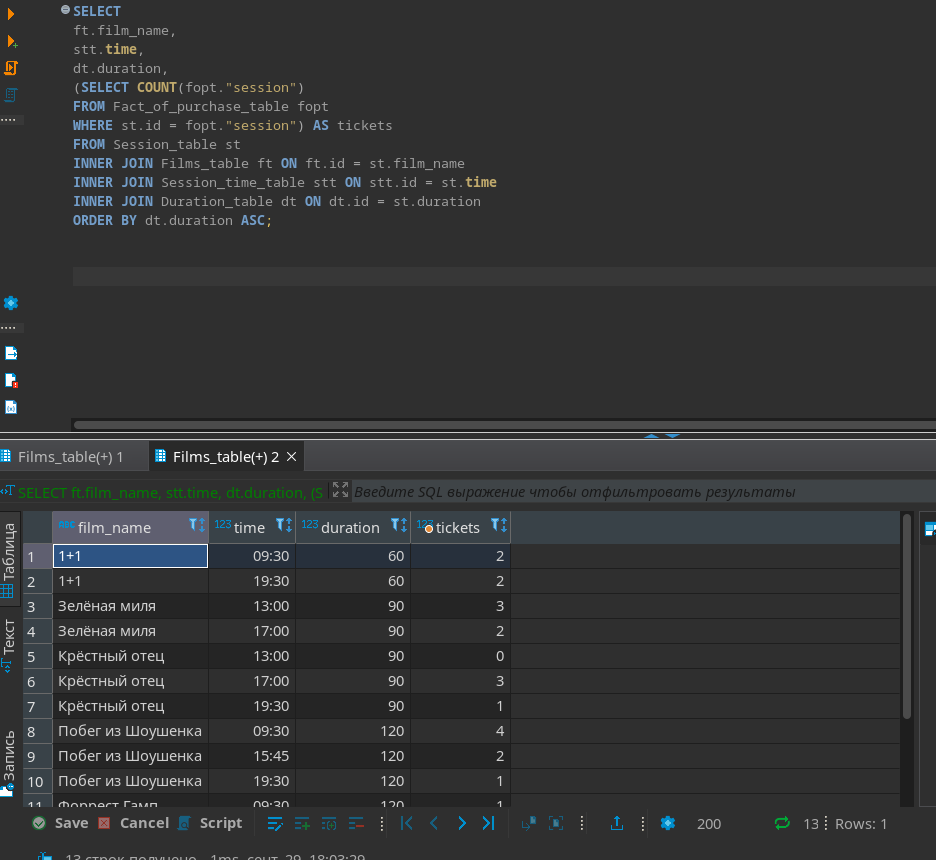 SELECT
ft.film_name,
stt.time,
dt.duration,
(SELECT COUNT(fopt."session")
FROM Fact_of_purchase_table fopt
WHERE st.id = fopt."session") AS tickets
FROM Session_table st
INNER JOIN Films_table ft ON ft.id = st.film_name
INNER JOIN Session_time_table stt ON stt.id = st.time
INNER JOIN Duration_table dt ON dt.id = st.duration
ORDER BY dt.duration ASC;
Films_table(+) 1 Films_table(+) 2
SELECT ft.film_name, stt.time, dt.duration, (S Введите SQL выражение чтобы отфильтровать результаты
Таблица
Текст
Запись
ABC film_name 123 time 123 duration 123 tickets
1 1+1 09:30 60 2
2 1+1 19:30 60 2
3 Зелёная миля 13:00 90 3
4 Зелёная миля 17:00 90 2
5 Крёстный отец 13:00 90 0
6 Крёстный отец 17:00 90 3
7 Крёстный отец 19:30 90 1
8 Побег из Шоушенка 09:30 120 4
9 Побег из Шоушенка 15:45 120 2
10 Побег из Шоушенка 19:30 120 1
11 Форрест Гамп 09:30 120 1
Save Cancel Script 200 13 Rows: 1
13 строк получено - 1ms, сент. 29, 18:03:29